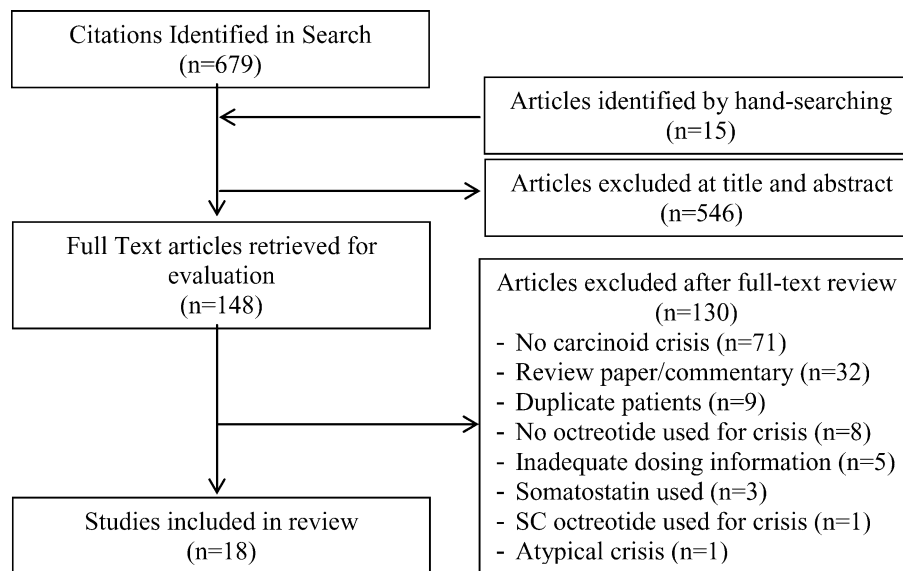 Citations Identified in Search
(n=679)
Articles identified by hand-searching
(n=15)
Articles excluded at title and abstract
(n=546)
Full Text articles retrieved for
evaluation
(n=148)
Articles excluded after full-text review
(n=130)
- No carcinoid crisis (n=71)
- Review paper/commentary (n=32)
- Duplicate patients (n=9)
- No octreotide used for crisis (n=8)
- Inadequate dosing information (n=5)
- Somatostatin used (n=3)
- SC octreotide used for crisis (n=1)
- Atypical crisis (n=1)
Studies included in review
(n=18)